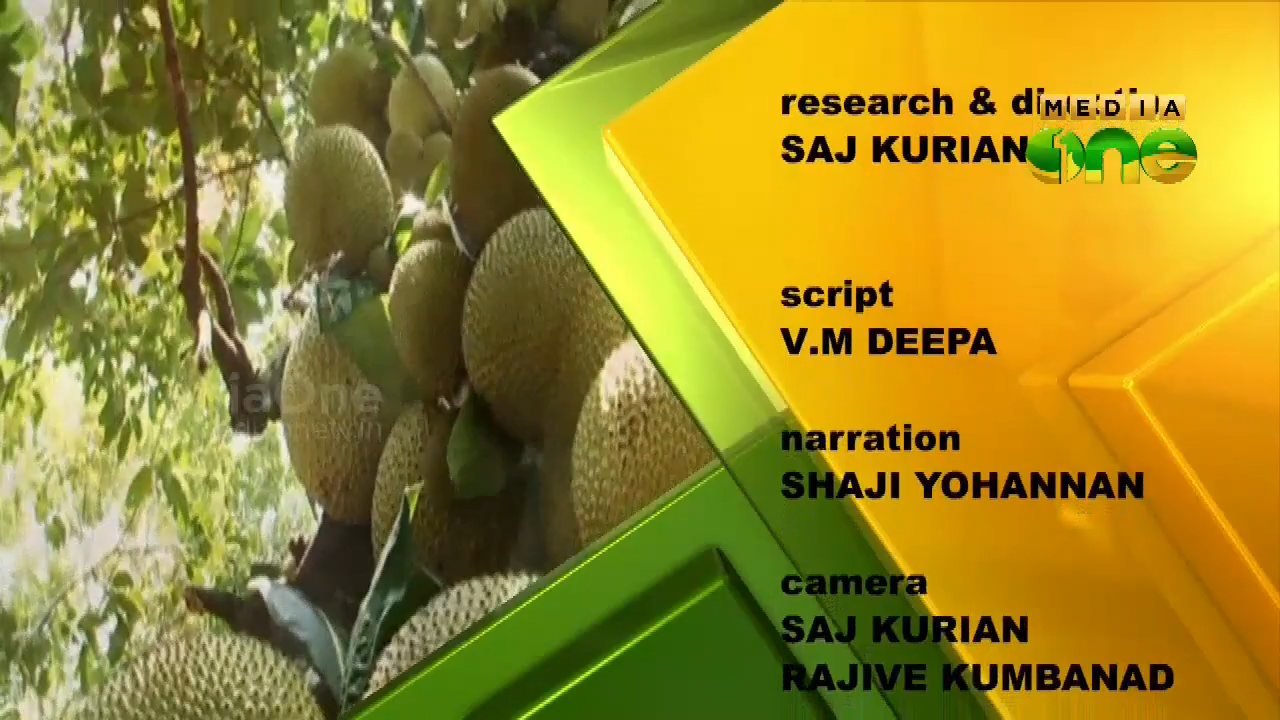 research &
SAJ KURIAN
MEDIA
one
script
V.M DEEPA
narration
SHAJI YOHANNAN
camera
SAJ KURIAN
RAJIVE KUMBANAD